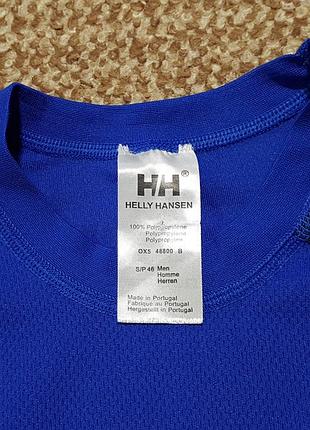 HH®
HELLY HANSEN
100% Polypropylene
Polypropylene
Polypropylen
OX5 48800 B
S/P 46 Men
Homme
Herren
Made in Portugal
Fabriqué au Portugal
Hergestellt in Portugal